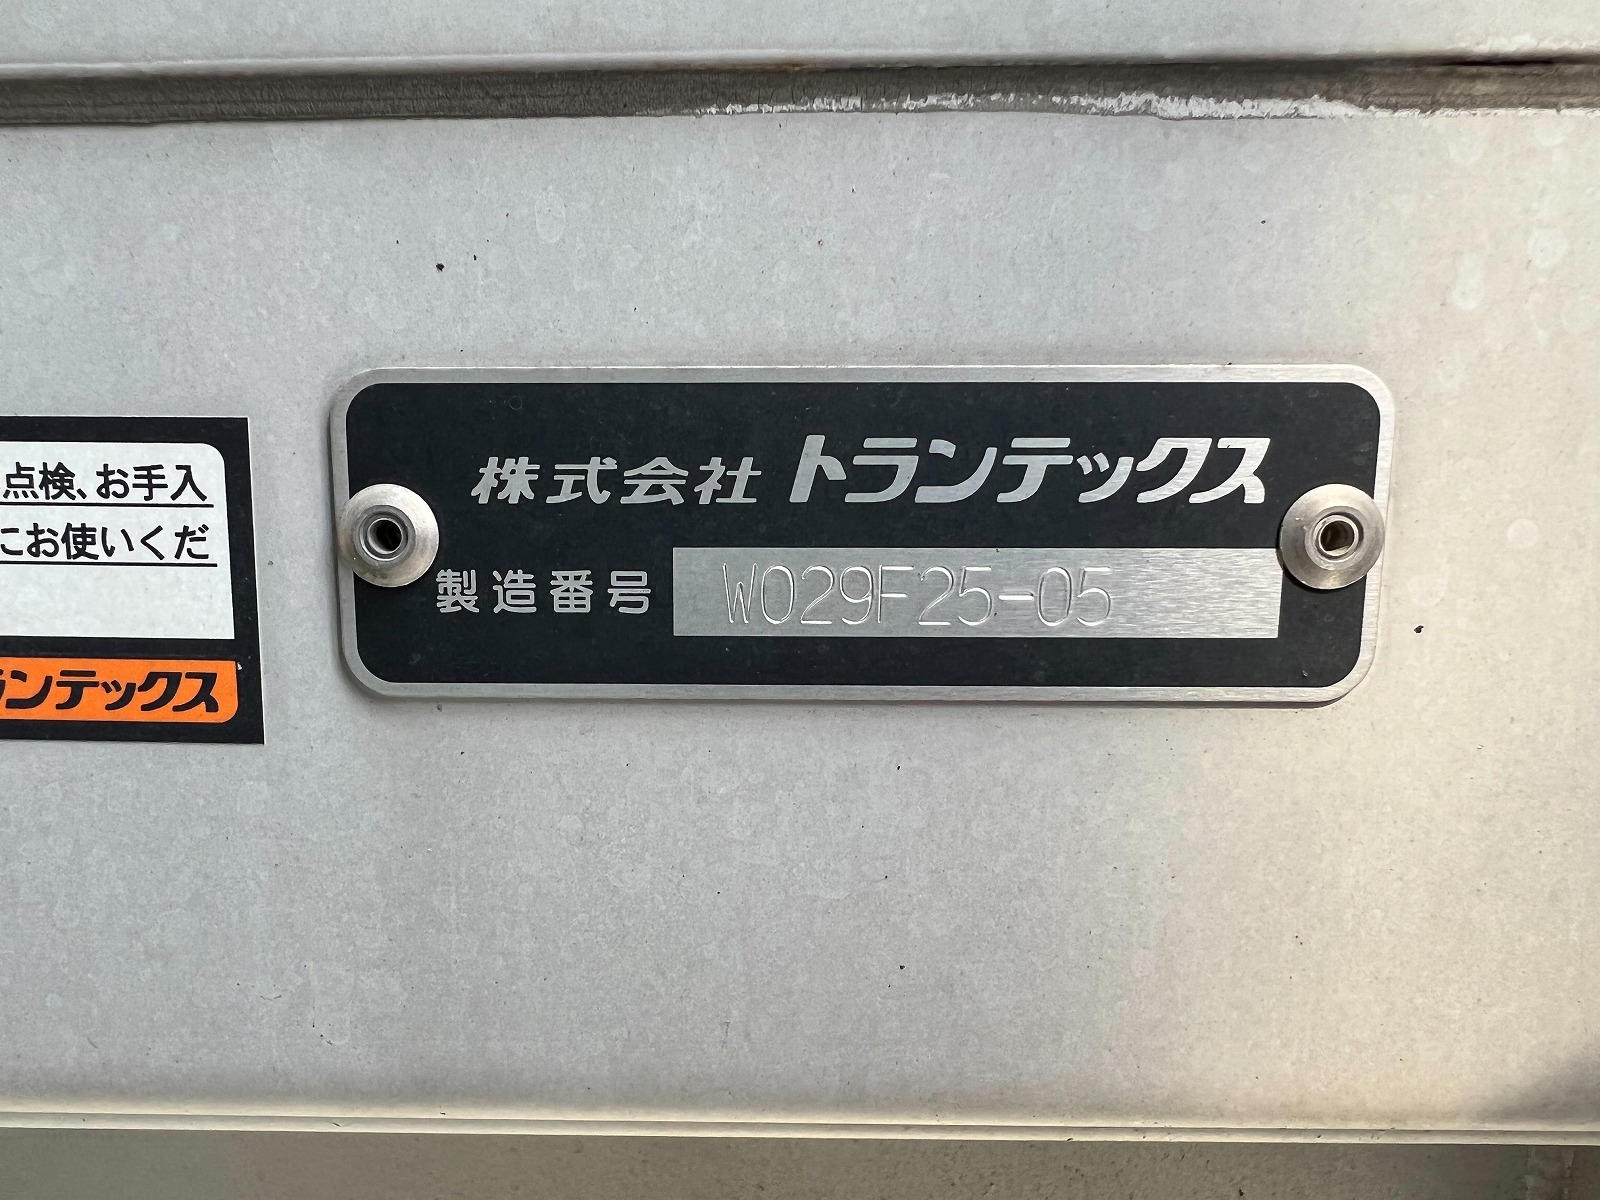 株式会社 トランテックス
製造番号 W029F25-05
点検、お手入
にお使いくだ
ランテックス